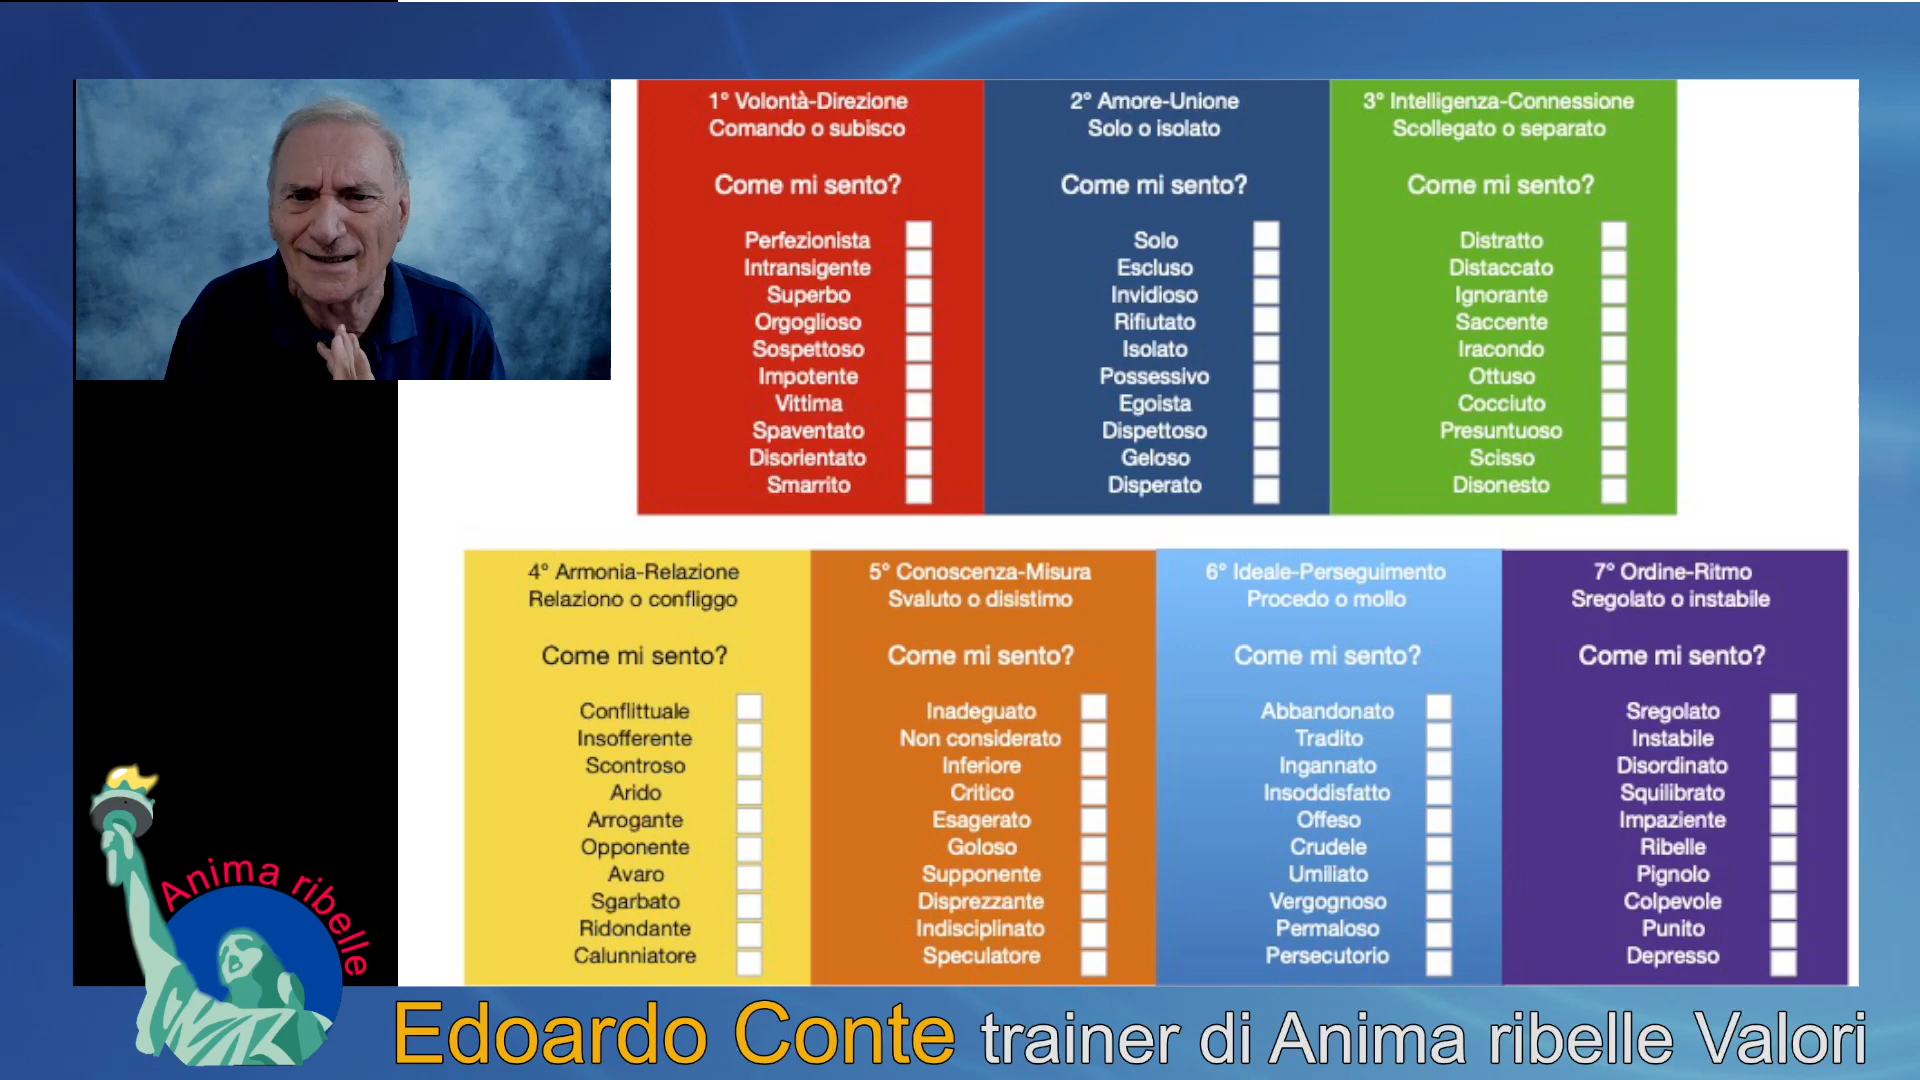 1° Volontà-Direzione
Comando o subisco
Come mi sento?
Perfezionista
Intransigente
Superbo
Orgoglioso
Sospettoso
Impotente
Vittima
Spaventato
Disorientato
Smarrito
2° Amore-Unione
Solo o isolato
Come mi sento?
Solo
Escluso
Invidioso
Rifiutato
Isolato
Possessivo
Egoista
Dispettoso
Geloso
Disperato
3° Intelligenza-Connessione
Scollegato o separato
Come mi sento?
Distratto
Distaccato
Ignorante
Saccente
Iracondo
Ottuso
Cocciuto
Presuntuoso
Scisso
Disonesto
4° Armonia-Relazione
Relaziono o confliggo
Come mi sento?
Conflittuale
Insofferente
Scontroso
Arido
Arrogante
Opponente
Avaro
Sgarbato
Ridondante
Calunniatore
5° Conoscenza-Misura
Svaluto o disistimo
Come mi sento?
Inadeguato
Non considerato
Inferiore
Critico
Esagerato
Goloso
Supponente
Disprezzante
Indisciplinato
Speculatore
6° Ideale-Perseguimento
Procedo o mollo
Come mi sento?
Abbandonato
Tradito
Ingannato
Insoddisfatto
Offeso
Crudele
Umiliato
Vergognoso
Permaloso
Persecutorio
7° Ordine-Ritmo
Sregolato o instabile
Come mi sento?
Sregolato
Instabile
Disordinato
Squilibrato
Impaziente
Ribelle
Pignolo
Colpevole
Punito
Depresso
Anima ribelle
Edoardo Conte trainer di Anima ribelle Valori